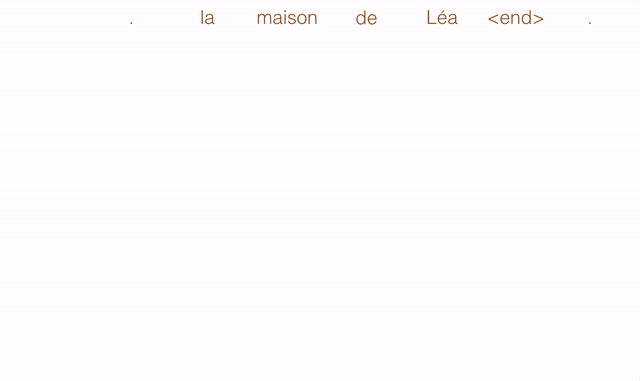 . la maison de Léa <end> .